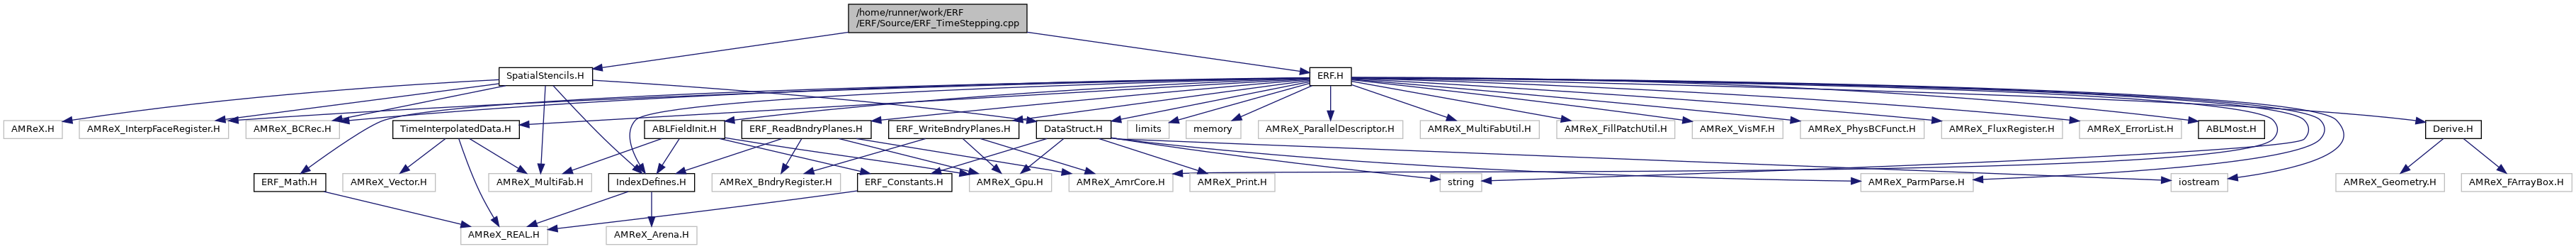 /home/runner/work/ERF
/ERF/Source/ERF_TimeStepping.cpp
SpatialStencils.H
ERF.H
AMReX.H
AMReX_InterpFaceRegister.H
AMReX_BCRec.H
TimeInterpolatedData.H
ABLFieldInit.H
ERF_ReadBndryPlanes.H
ERF_WriteBndryPlanes.H
DataStruct.H
limits
memory
AMReX_ParallelDescriptor.H
AMReX_MultiFabUtil.H
AMReX_FillPatchUtil.H
AMReX_VisMF.H
AMReX_PhysBCFunct.H
AMReX_FluxRegister.H
AMReX_ErrorList.H
ABLMost.H
Derive.H
ERF_Math.H
AMReX_Vector.H
AMReX_MultiFab.H
IndexDefines.H
AMReX_BndryRegister.H
ERF_Constants.H
AMReX_Gpu.H
AMReX_AmrCore.H
AMReX_Print.H
string
AMReX_ParmParse.H
iostream
AMReX_Geometry.H
AMReX_FArrayBox.H
AMReX_REAL.H
AMReX_Arena.H